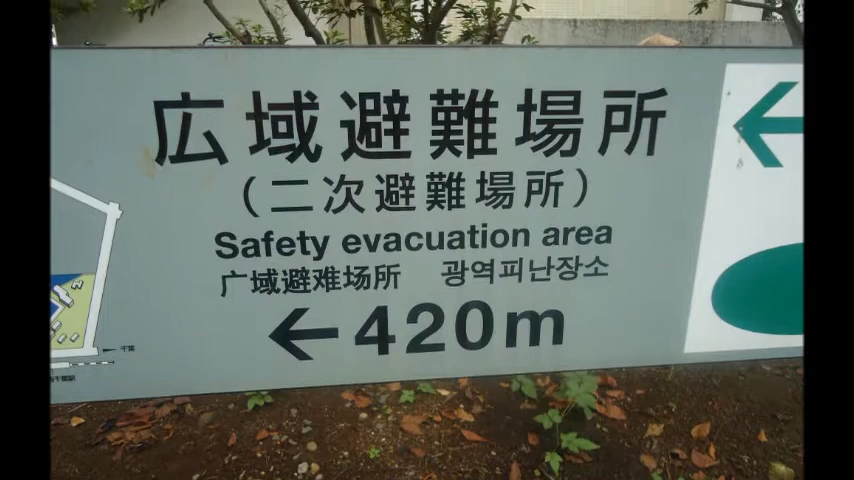 広域避難場所
（二次避難場所）
Safety evacuation area
广域避难场所 광역피난장소
←420m
千葉